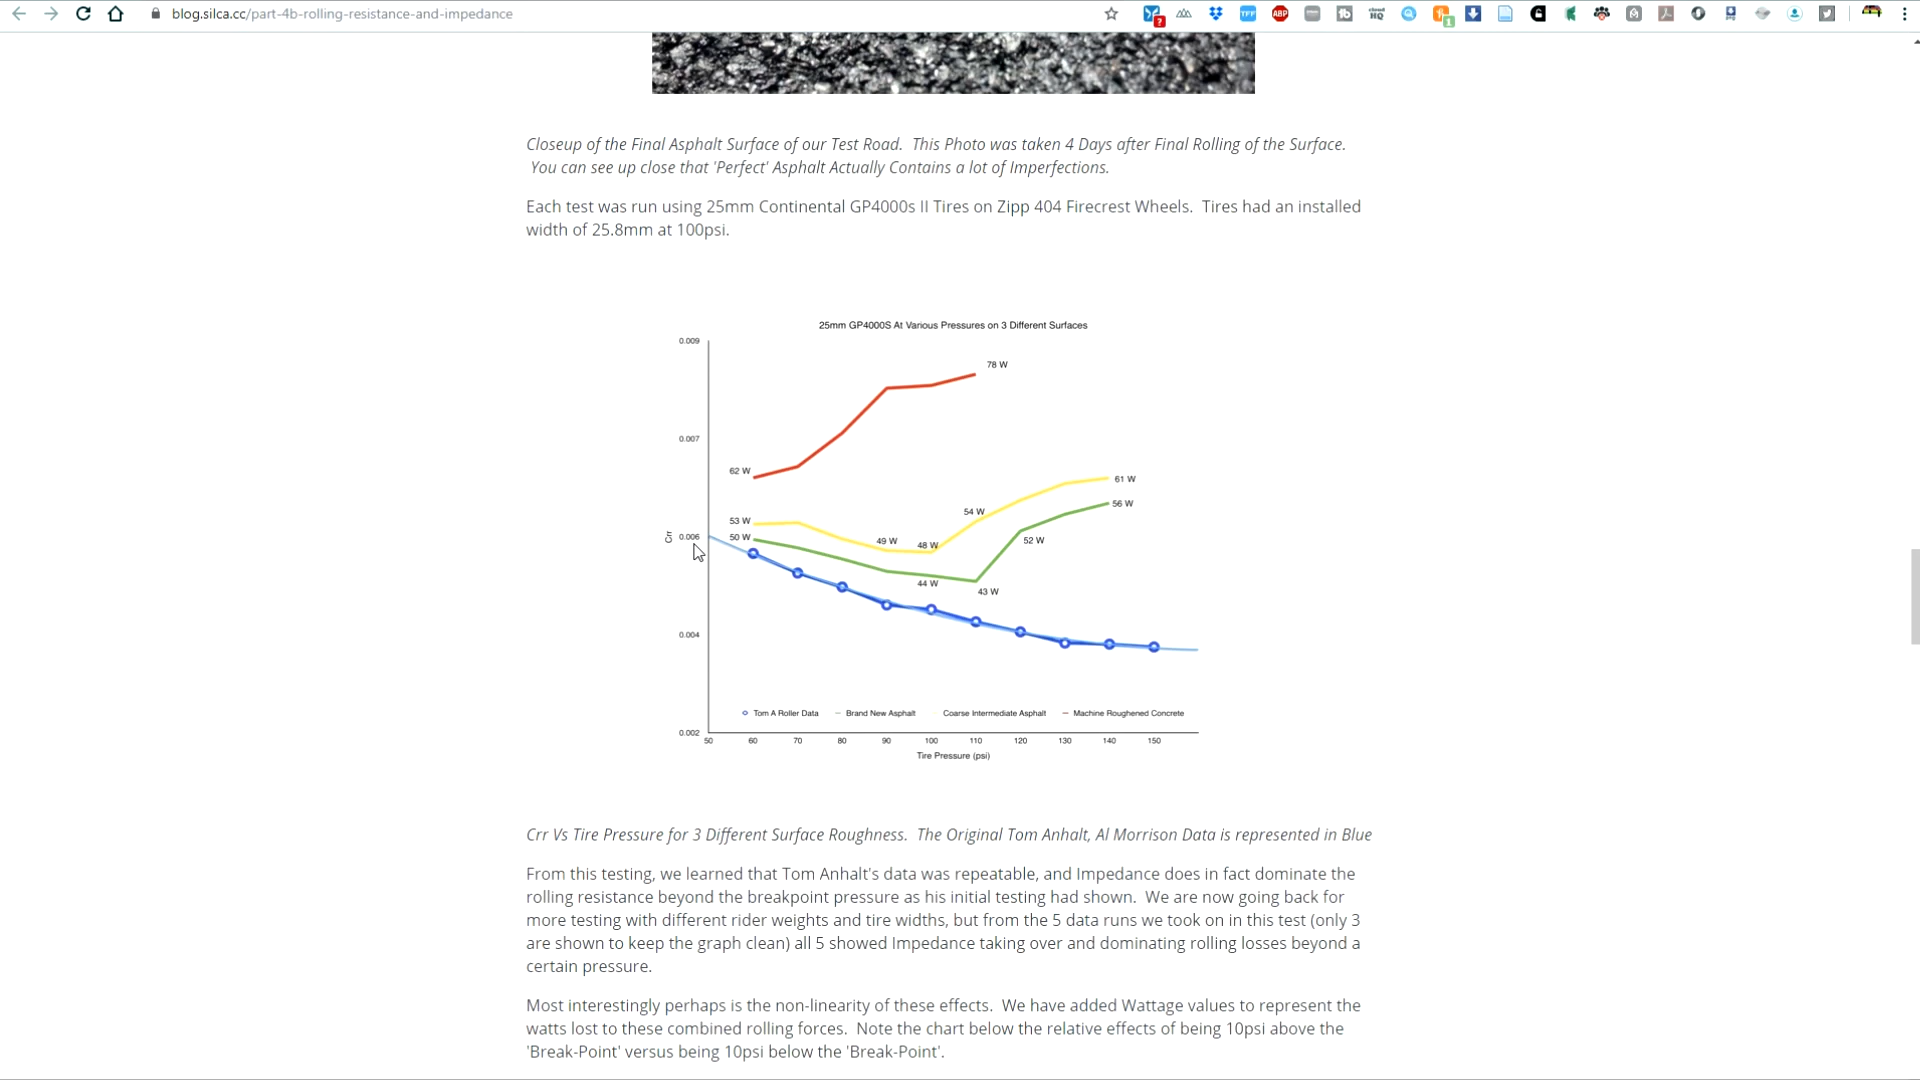 blog.silca.cc/part-4b-rolling-resistance-and-impedance
Closeup of the Final Asphalt Surface of our Test Road. This Photo was taken 4 Days after Final Rolling of the Surface.
You can see up close that 'Perfect' Asphalt Actually Contains a lot of Imperfections.
Each test was run using 25mm Continental GP4000s II Tires on Zipp 404 Firecrest Wheels. Tires had an installed
width of 25.8mm at 100psi.
25mm GP4000S At Various Pressures on 3 Different Surfaces
0.009
78 W
0.007
62 W
61 W
56 W
54 W
53 W
50 W
49 W
48 W
52 W
Crr
0.006
44 W
43 W
0.004
Tom A Roller Data
Brand New Asphalt
Coarse Intermediate Asphalt
Machine Roughened Concrete
0.002
50 60 70 80 90 100 110 120 130 140 150
Tire Pressure (psi)
Crr Vs Tire Pressure for 3 Different Surface Roughness. The Original Tom Anhalt, Al Morrison Data is represented in Blue
From this testing, we learned that Tom Anhalt's data was repeatable, and Impedance does in fact dominate the
rolling resistance beyond the breakpoint pressure as his initial testing had shown. We are now going back for
more testing with different rider weights and tire widths, but from the 5 data runs we took on in this test (only 3
are shown to keep the graph clean) all 5 showed Impedance taking over and dominating rolling losses beyond a
certain pressure.
Most interestingly perhaps is the non-linearity of these effects. We have added Wattage values to represent the
watts lost to these combined rolling forces. Note the chart below the relative effects of being 10psi above the
'Break-Point' versus being 10psi below the 'Break-Point'.